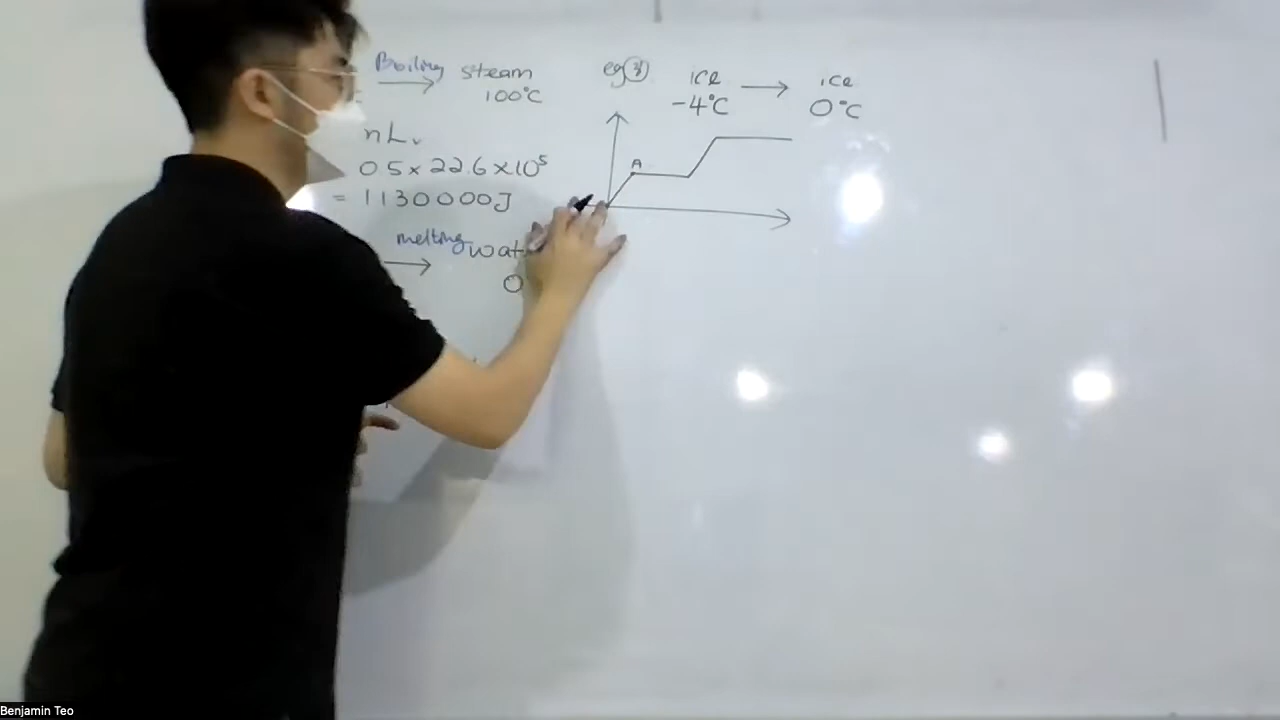 Boiling
steam
100°C
nLv
0.5 × 22.6 × 10⁵
= 1130000J
melting
wat
0
eg ③
ice
-4°C
ice
0°C
A
Benjamin Teo